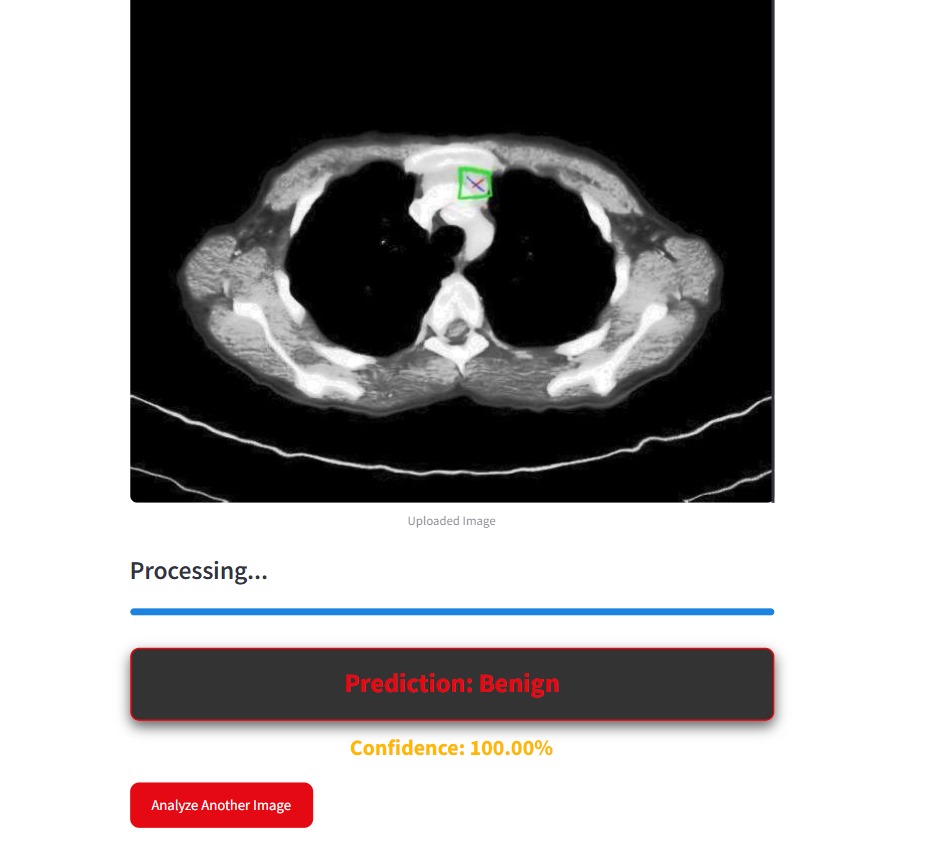 Uploaded Image
Processing...
Prediction: Benign
Confidence: 100.00%
Analyze Another Image